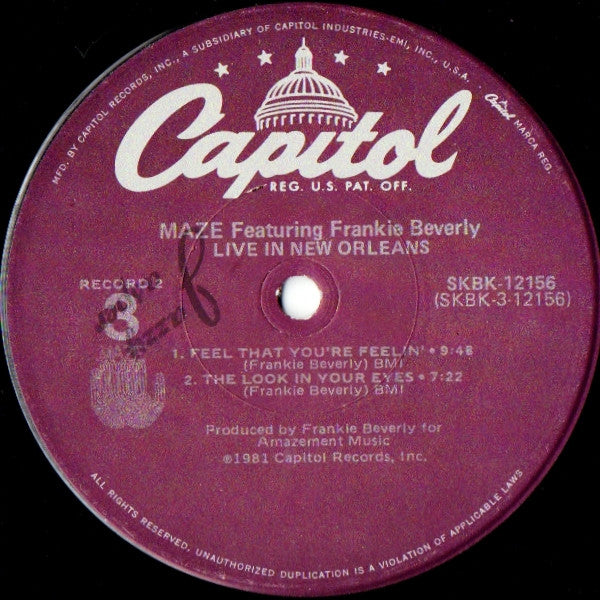 MFD. BY CAPITOL RECORDS, INC., A SUBSIDIARY OF CAPITOL INDUSTRIES-EMI, INC., U.S.A.
Capitol
MARCA REG.
REG. U.S. PAT. OFF.
MAZE Featuring Frankie Beverly
LIVE IN NEW ORLEANS
RECORD 2
SKBK-12156
3
(SKBK-3-12156)
1. FEEL THAT YOU'RE FEELIN' • 9:48
(Frankie Beverly) BMI
2. THE LOOK IN YOUR EYES • 7:22
(Frankie Beverly) BMI
Produced by Frankie Beverly for
Amazement Music
℗1981 Capitol Records, Inc.
ALL RIGHTS RESERVED. UNAUTHORIZED DUPLICATION IS A VIOLATION OF APPLICABLE LAWS